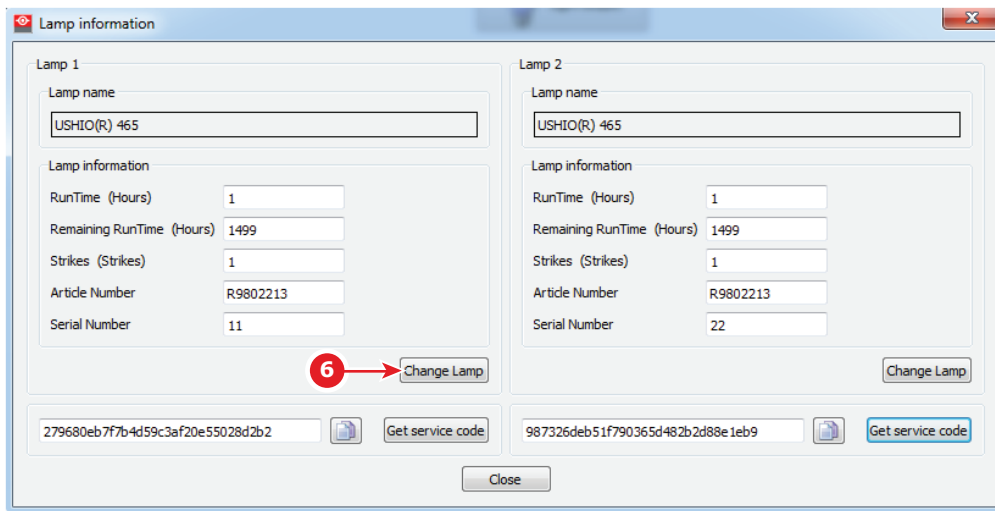 Lamp information
x
Lamp 1
Lamp name
USHIO(R) 465
Lamp information
RunTime (Hours) 1
Remaining RunTime (Hours) 1499
Strikes (Strikes) 1
Article Number R9802213
Serial Number 11
6 Change Lamp
279680eb7f7b4d59c3af20e55028d2b2 Get service code
Lamp 2
Lamp name
USHIO(R) 465
Lamp information
RunTime (Hours) 1
Remaining RunTime (Hours) 1499
Strikes (Strikes) 1
Article Number R9802213
Serial Number 22
Change Lamp
987326deb51f790365d482b2d88e1eb9 Get service code
Close